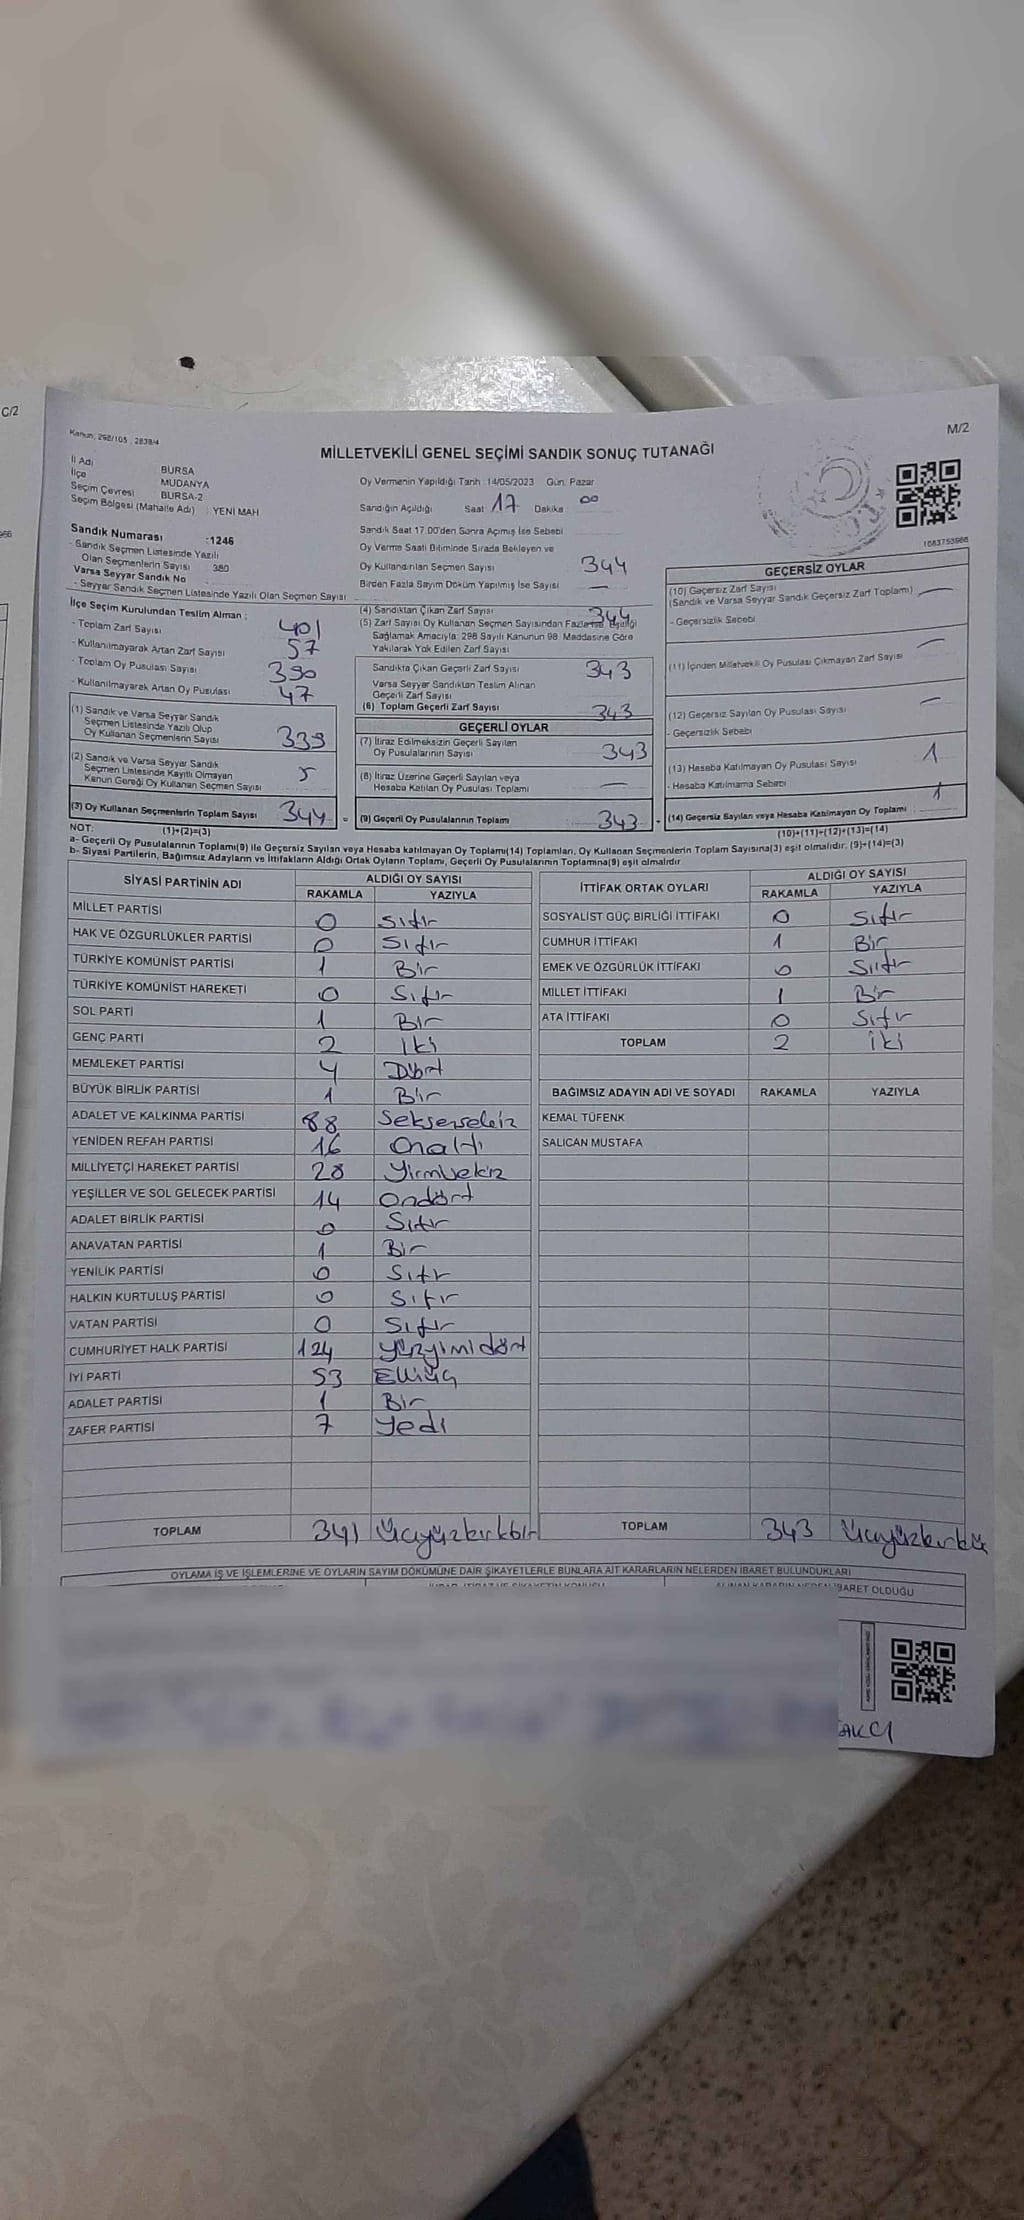 C/2
M/2
Kanun, 298/105 2839/4
MİLLETVEKİLİ GENEL SEÇİMİ SANDIK SONUÇ TUTANAĞI
İl Adı BURSA
İlçe MUDANYA
Seçim Çevresi BURSA-2
Seçim Bölgesi (Mahalle Adı) : YENİ MAH
Sandık Numarası :1246
- Sandık Seçmen Listesinde Yazılı
Olan Seçmenlerin Sayısı 380
Varsa Seyyar Sandık No
- Seyyar Sandık Seçmen Listesinde Yazılı Olan Seçmen Sayısı
İlçe Seçim Kurulundan Teslim Alınan ;
- Toplam Zarf Sayısı 401
- Kullanılmayarak Artan Zarf Sayısı 57
- Toplam Oy Pusulası Sayısı 390
- Kullanılmayarak Artan Oy Pusulası 47
(1) Sandık ve Varsa Seyyar Sandık
Seçmen Listesinde Yazılı Olup
Oy Kullanan Seçmenlerin Sayısı 339
(2) Sandık ve Varsa Seyyar Sandık
Seçmen Listesinde Kayıtlı Olmayan
Kanun Gereği Oy Kullanan Seçmen Sayısı 5
(3) Oy Kullanan Seçmenlerin Toplam Sayısı 344
Oy Vermenin Yapıldığı Tarih : 14/05/2023 Gün: Pazar
Sandığın Açıldığı Saat 17 Dakika 00
Sandık Saat 17.00'den Sonra Açılmış İse Sebebi
Oy Verme Saati Bitiminde Sırada Bekleyen ve
Oy Kullandırılan Seçmen Sayısı 344
Birden Fazla Sayım Döküm Yapılmış İse Sayısı —
(4) Sandıktan Çıkan Zarf Sayısı 344
(5) Zarf Sayısı Oy Kullanan Seçmen Sayısından Fazla ise Eşitliği
Sağlamak Amacıyla; 298 Sayılı Kanunun 98. Maddesine Göre
Yakılarak Yok Edilen Zarf Sayısı
Sandıkta Çıkan Geçerli Zarf Sayısı 343
Varsa Seyyar Sandıktan Teslim Alınan
Geçerli Zarf Sayısı
(6) Toplam Geçerli Zarf Sayısı 343
GEÇERLİ OYLAR
(7) İtiraz Edilmeksizin Geçerli Sayılan
Oy Pusulalarının Sayısı 343
(8) İtiraz Üzerine Geçerli Sayılan veya
Hesaba Katılan Oy Pusulası Toplamı —
= (9) Geçerli Oy Pusulalarının Toplamı 343
1083753986
GEÇERSİZ OYLAR
(10) Geçersiz Zarf Sayısı
(Sandık ve Varsa Seyyar Sandık Geçersiz Zarf Toplamı) —
- Geçersizlik Sebebi
(11) İçinden Milletvekili Oy Pusulası Çıkmayan Zarf Sayısı —
(12) Geçersiz Sayılan Oy Pusulası Sayısı —
- Geçersizlik Sebebi
(13) Hesaba Katılmayan Oy Pusulası Sayısı 1
- Hesaba Katılmama Sebebi
+ (14) Geçersiz Sayılan veya Hesaba Katılmayan Oy Toplamı 1
NOT: (1)+(2)=(3) (10)+(11)+(12)+(13)=(14)
a- Geçerli Oy Pusulalarının Toplamı(9) ile Geçersiz Sayılan veya Hesaba katılmayan Oy Toplamı(14) Toplamları, Oy Kullanan Seçmenlerin Toplam Sayısına(3) eşit olmalıdır. (9)+(14)=(3)
b- Siyasi Partilerin, Bağımsız Adayların ve İttifakların Aldığı Ortak Oyların Toplamı, Geçerli Oy Pusulalarının Toplamına(9) eşit olmalıdır
SİYASİ PARTİNİN ADI ALDIĞI OY SAYISI
RAKAMLA YAZIYLA
MİLLET PARTİSİ 0 Sıfır
HAK VE ÖZGÜRLÜKLER PARTİSİ 0 Sıfır
TÜRKİYE KOMÜNİST PARTİSİ 1 Bir
TÜRKİYE KOMÜNİST HAREKETİ 0 Sıfır
SOL PARTİ 1 Bir
GENÇ PARTİ 2 İki
MEMLEKET PARTİSİ 4 Dört
BÜYÜK BİRLİK PARTİSİ 1 Bir
ADALET VE KALKINMA PARTİSİ 88 Seksensekiz
YENİDEN REFAH PARTİSİ 16 Onaltı
MİLLİYETÇİ HAREKET PARTİSİ 28 Yirmisekiz
YEŞİLLER VE SOL GELECEK PARTİSİ 14 Ondört
ADALET BİRLİK PARTİSİ 0 Sıfır
ANAVATAN PARTİSİ 1 Bir
YENİLİK PARTİSİ 0 Sıfır
HALKIN KURTULUŞ PARTİSİ 0 Sıfır
VATAN PARTİSİ 0 Sıfır
CUMHURİYET HALK PARTİSİ 124 Yüzyirmidört
İYİ PARTİ 53 Elliüç
ADALET PARTİSİ 1 Bir
ZAFER PARTİSİ 7 Yedi
TOPLAM 341 Üçyüzkırkbir
İTTİFAK ORTAK OYLARI ALDIĞI OY SAYISI
RAKAMLA YAZIYLA
SOSYALİST GÜÇ BİRLİĞİ İTTİFAKI 0 Sıfır
CUMHUR İTTİFAKI 1 Bir
EMEK VE ÖZGÜRLÜK İTTİFAKI 0 Sıfır
MİLLET İTTİFAKI 1 Bir
ATA İTTİFAKI 0 Sıfır
TOPLAM 2 İki
BAĞIMSIZ ADAYIN ADI VE SOYADI RAKAMLA YAZIYLA
KEMAL TÜFENK
SALİCAN MUSTAFA
TOPLAM 343 Üçyüzkırküç
OYLAMA İŞ VE İŞLEMLERİNE VE OYLARIN SAYIM DÖKÜMÜNE DAİR ŞİKAYETLERLE BUNLARA AİT KARARLARIN NELERDEN İBARET BULUNDUKLARI
İBARET OLDUĞU